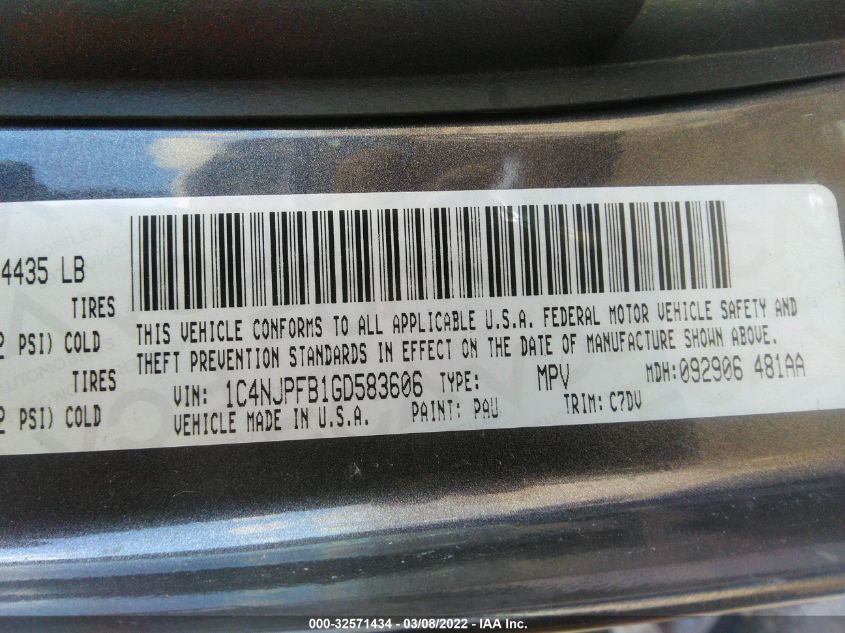 4435 LB
TIRES
PSI) COLD
TIRES
PSI) COLD
THIS VEHICLE CONFORMS TO ALL APPLICABLE U.S.A. FEDERAL MOTOR VEHICLE SAFETY AND
THEFT PREVENTION STANDARDS IN EFFECT ON THE DATE OF MANUFACTURE SHOWN ABOVE.
VIN: 1C4NJPFB1GD583606 TYPE: MPV MDH:092906 481AA
VEHICLE MADE IN U.S.A. PAINT: PAU TRIM: C7DV
000-32571434 - 03/08/2022 - IAA Inc.